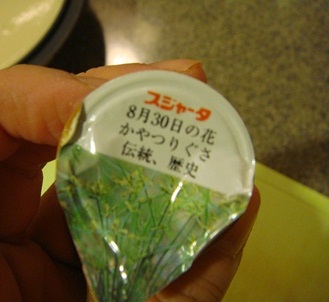 スジャータ
8月30日の花
かやつりぐさ
伝統、歴史